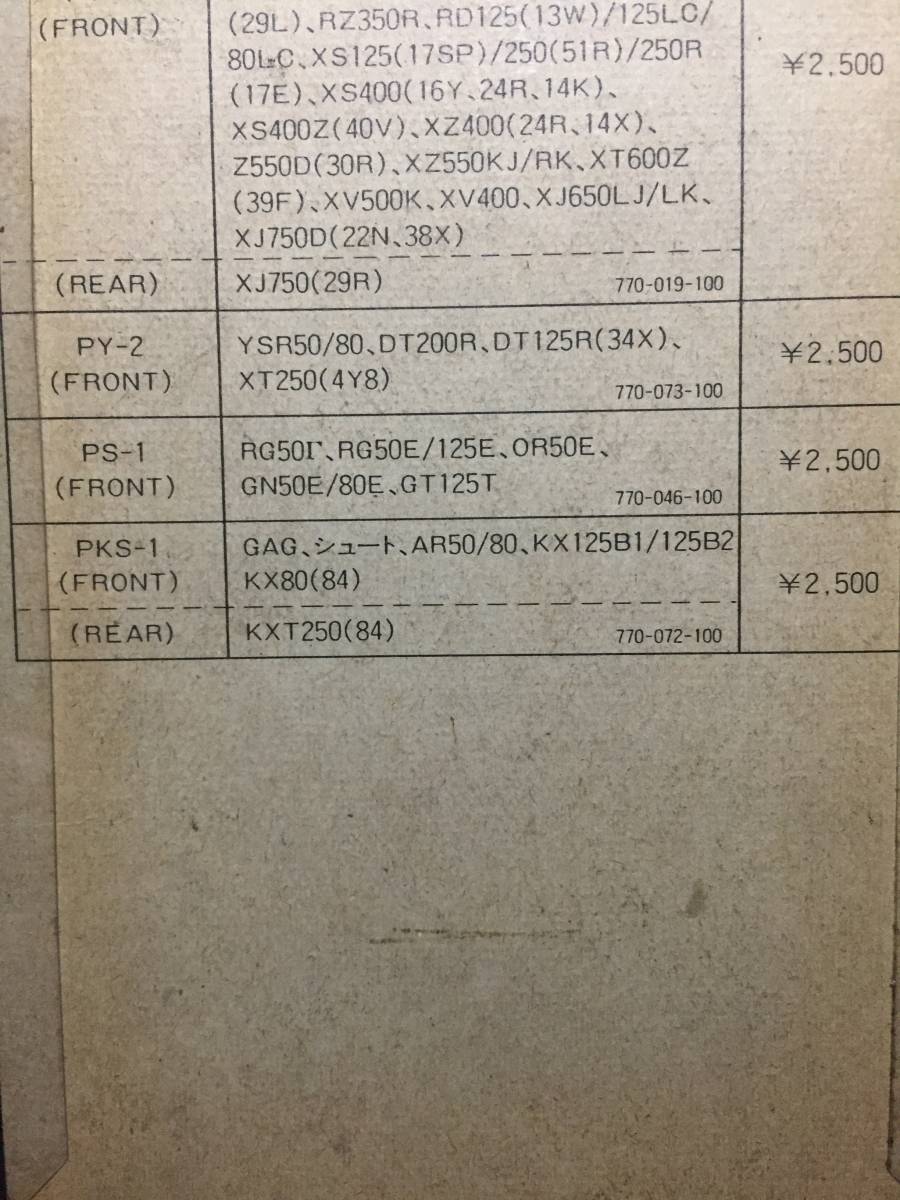 (FRONT)
(29L)、RZ350R、RD125(13W)/125LC/
80LC、XS125(17SP)/250(51R)/250R
(17E)、XS400(16Y、24R、14K)、
XS400Z(40V)、XZ400(24R、14X)、
Z550D(30R)、XZ550KJ/RK、XT600Z
(39F)、XV500K、XV400、XJ650LJ/LK、
XJ750D(22N、38X)
¥2,500
(REAR)
XJ750(29R)
770-019-100
PY-2
(FRONT)
YSR50/80、DT200R、DT125R(34X)、
XT250(4Y8)
770-073-100
¥2,500
PS-1
(FRONT)
RG50Γ、RG50E/125E、OR50E、
GN50E/80E、GT125T
770-046-100
¥2,500
PKS-1
(FRONT)
GAG、シュート、AR50/80、KX125B1/125B2
KX80(84)
¥2,500
(REAR)
KXT250(84)
770-072-100